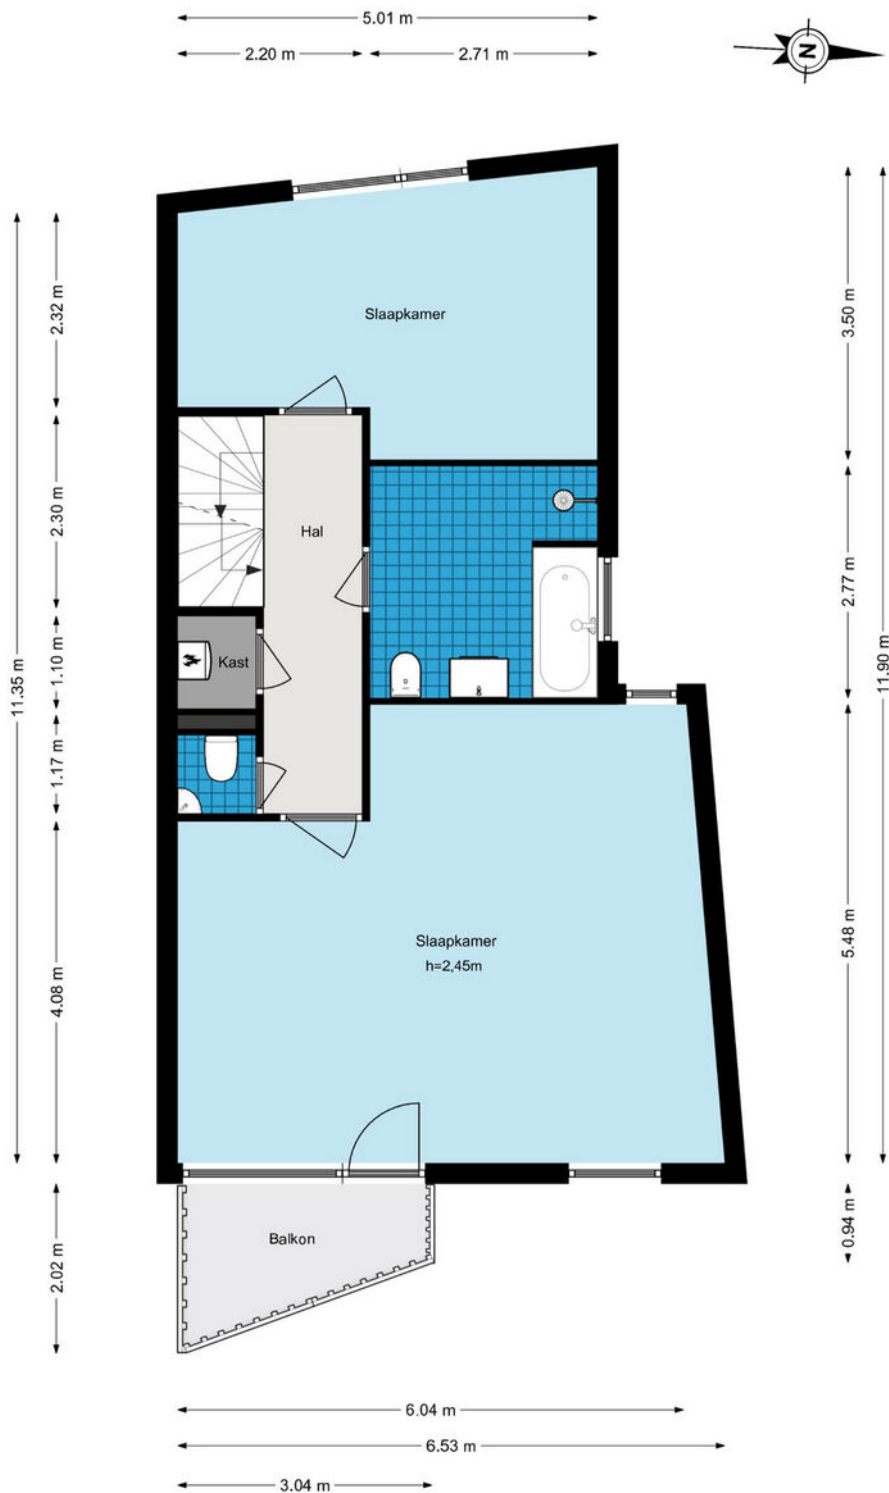 5.01 m
2.20 m
2.71 m
N
2.32 m
2.30 m
1.10 m
1.17 m
4.08 m
2.02 m
11.35 m
3.50 m
2.77 m
5.48 m
0.94 m
11.90 m
Slaapkamer
Hal
Kast
Slaapkamer
h=2,45m
Balkon
6.04 m
6.53 m
3.04 m